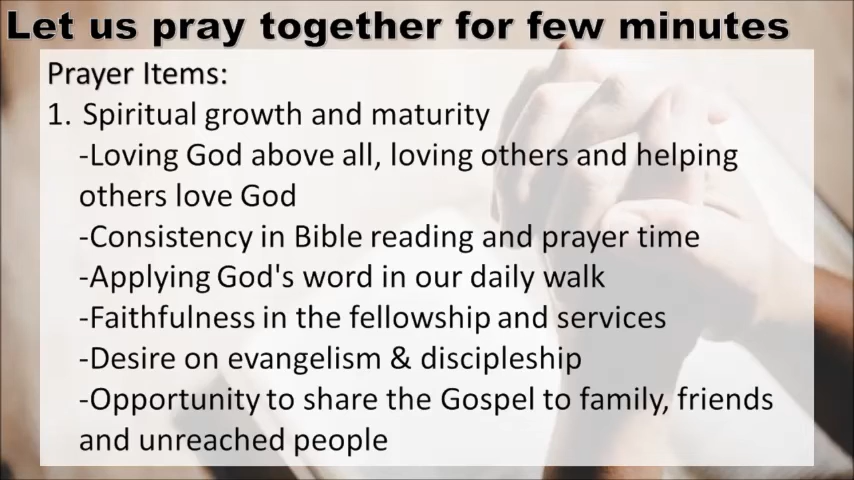 Let us pray together for few minutes
Prayer Items:
1. Spiritual growth and maturity
-Loving God above all, loving others and helping
others love God
-Consistency in Bible reading and prayer time
-Applying God's word in our daily walk
-Faithfulness in the fellowship and services
-Desire on evangelism & discipleship
-Opportunity to share the Gospel to family, friends
and unreached people